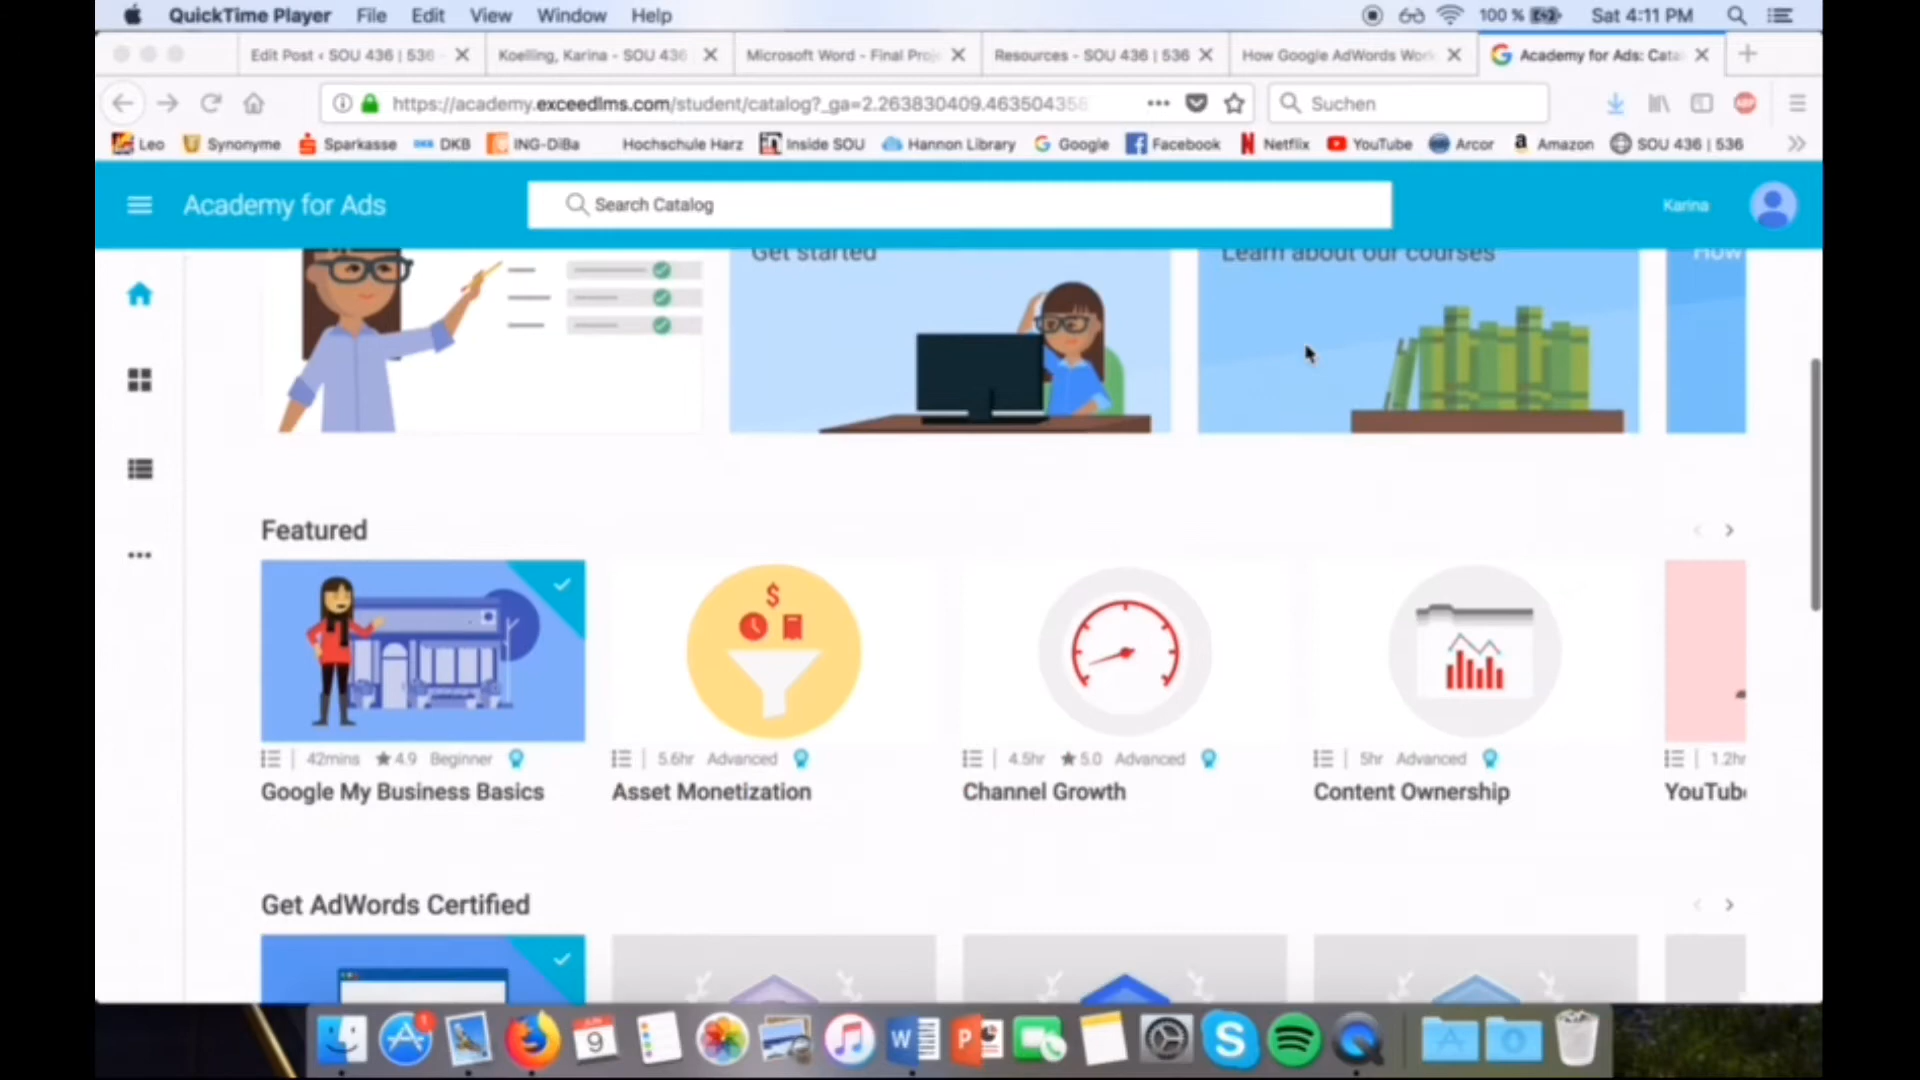 QuickTime Player File Edit View Window Help 100 % Sat 4:11 PM
Edit Post ‹ SOU 436 | 536 Koelling, Karina - SOU 436 Microsoft Word - Final Proj Resources - SOU 436 | 536 How Google AdWords Work Academy for Ads: Cata
https://academy.exceedlms.com/student/catalog?_ga=2.263830409.463504358 Suchen
Leo Synonyme Sparkasse DKB ING-DiBa Hochschule Harz Inside SOU Hannon Library Google Facebook Netflix YouTube Arcor Amazon SOU 436 | 536
Academy for Ads Search Catalog Karina
Get started Learn about our courses How
Featured
42mins 4.9 Beginner 5.6hr Advanced 4.5hr 5.0 Advanced 5hr Advanced 1.2hr
Google My Business Basics Asset Monetization Channel Growth Content Ownership YouTube
Get AdWords Certified
JUN
9